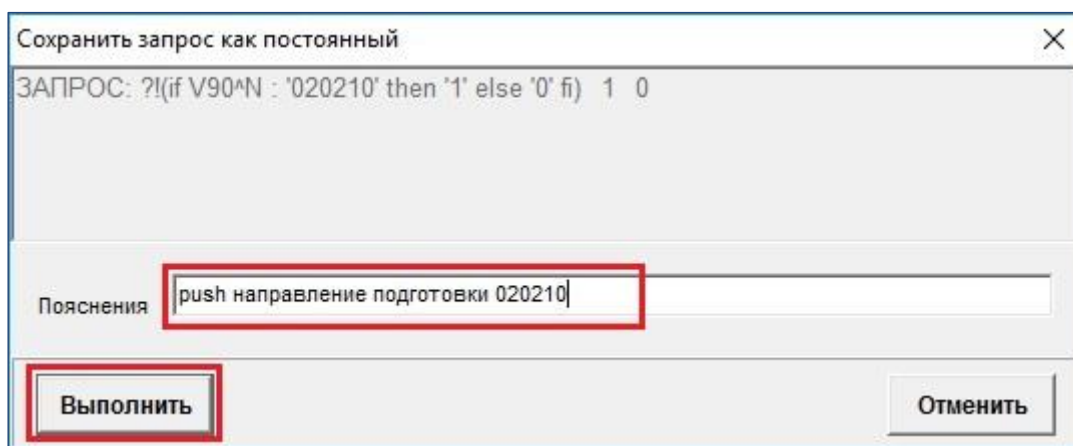 Сохранить запрос как постоянный
ЗАПРОС: ?!(if V90^N : '020210' then '1' else '0' fi) 1 0
Пояснения push направление подготовки 020210
Выполнить Отменить